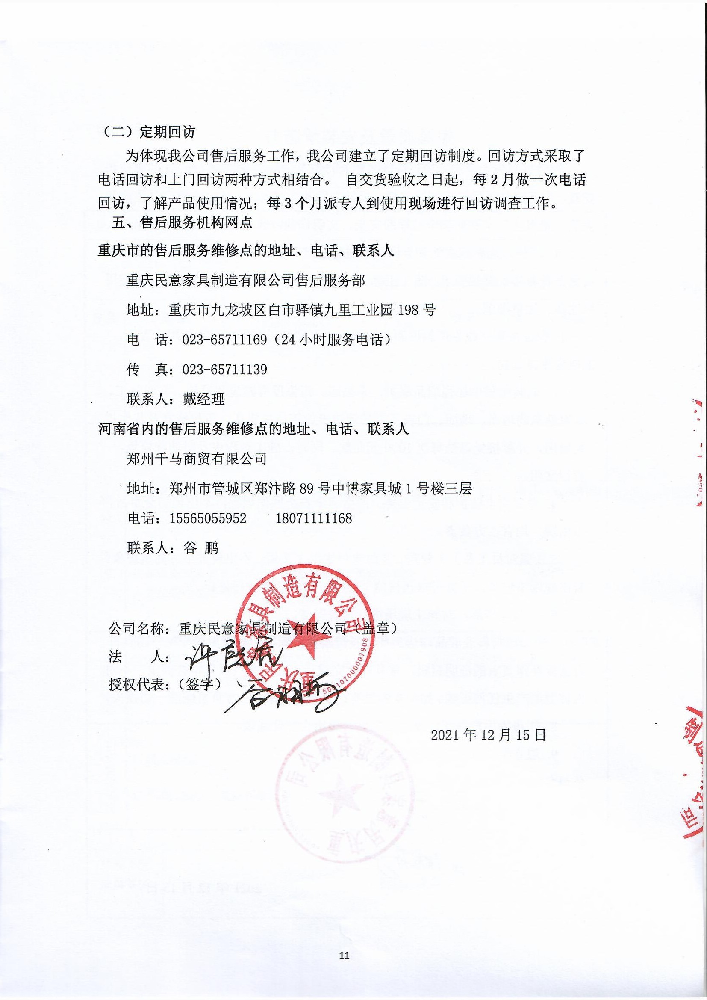 （二）定期回访
为体现我公司售后服务工作，我公司建立了定期回访制度。回访方式采取了
电话回访和上门回访两种方式相结合。 自交货验收之日起，每 2 月做一次电话
回访，了解产品使用情况；每 3 个月派专人到使用现场进行回访调查工作。
五、售后服务机构网点
重庆市的售后服务维修点的地址、电话、联系人
重庆民意家具制造有限公司售后服务部
地址：重庆市九龙坡区白市驿镇九里工业园 198 号
电　话：023-65711169（24 小时服务电话）
传　真：023-65711139
联系人：戴经理
河南省内的售后服务维修点的地址、电话、联系人
郑州千马商贸有限公司
地址：郑州市管城区郑汴路 89 号中博家具城 1 号楼三层
电话：15565055952　　18071111168
联系人：谷 鹏
重庆民意家具制造有限公司
5001070000007908
公司名称：重庆民意家具制造有限公司（盖章）
法　　人：
授权代表：（签字）
2021 年 12 月 15 日
11